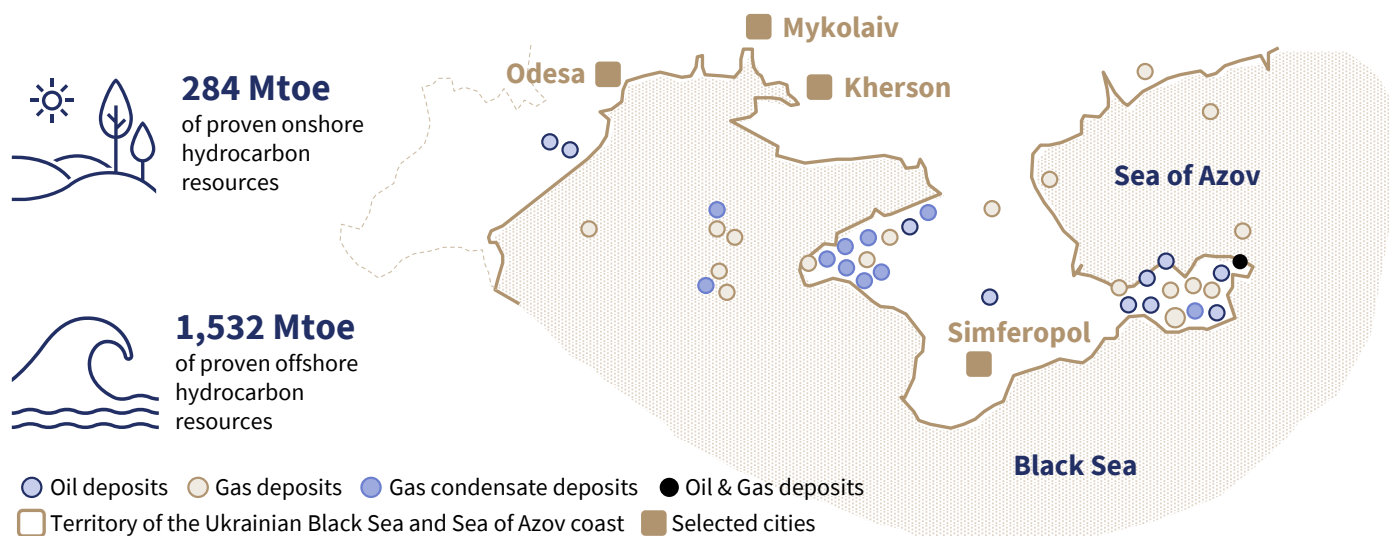 284 Mtoe
of proven onshore
hydrocarbon
resources
1,532 Mtoe
of proven offshore
hydrocarbon
resources
Mykolaiv
Odesa
Kherson
Sea of Azov
Simferopol
Black Sea
Oil deposits Gas deposits Gas condensate deposits Oil & Gas deposits
Territory of the Ukrainian Black Sea and Sea of Azov coast Selected cities